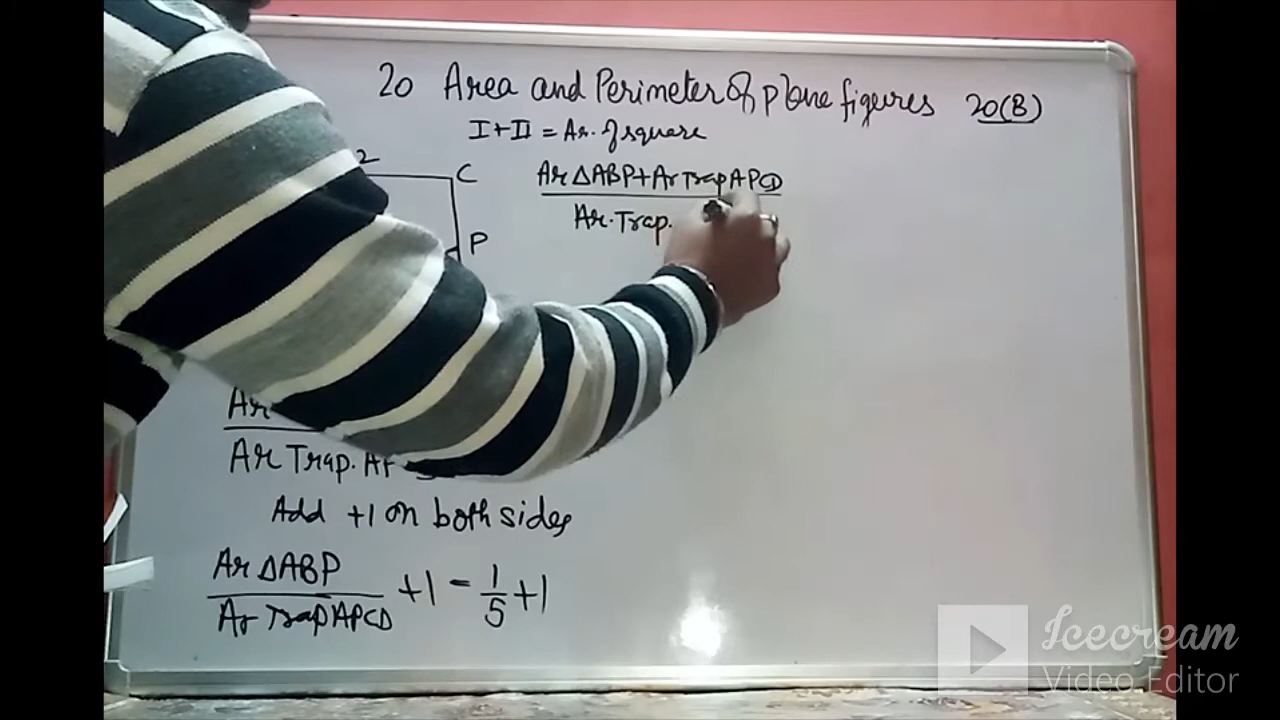 20 Area and Perimeter Of plane figures 20(B)
I+II = Ar. of square
2
C
Ar ΔABP+Ar Trap APCD
Ar. Trap.
P
Ar
Ar Trap. AP
Add +1 on both sides
Ar ΔABP
+1 = 1/5 +1
Ar Trap APCD
Icecream
Video Editor